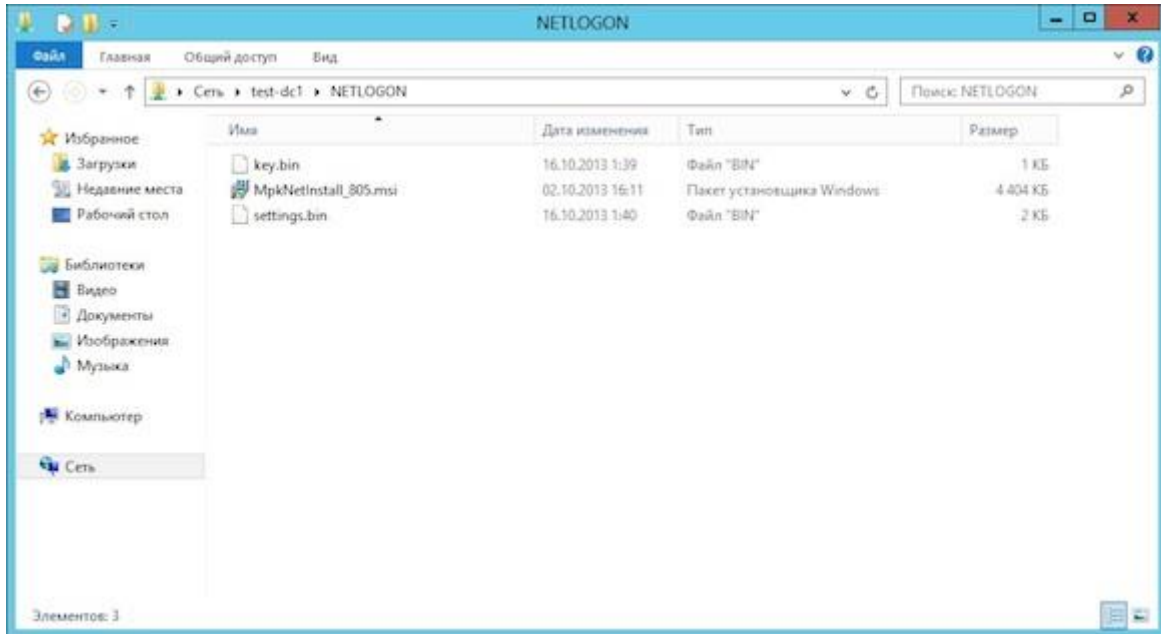 NETLOGON
Файл Главная Общий доступ Вид
Сеть test-dc1 NETLOGON Поиск: NETLOGON
Имя Дата изменения Тип Размер
key.bin 16.10.2013 1:39 Файл "BIN" 1 КБ
MpkNetInstall_805.msi 02.10.2013 16:11 Пакет установщика Windows 4 404 КБ
settings.bin 16.10.2013 1:40 Файл "BIN" 2 КБ
Избранное
Загрузки
Недавние места
Рабочий стол
Библиотеки
Видео
Документы
Изображения
Музыка
Компьютер
Сеть
Элементов: 3